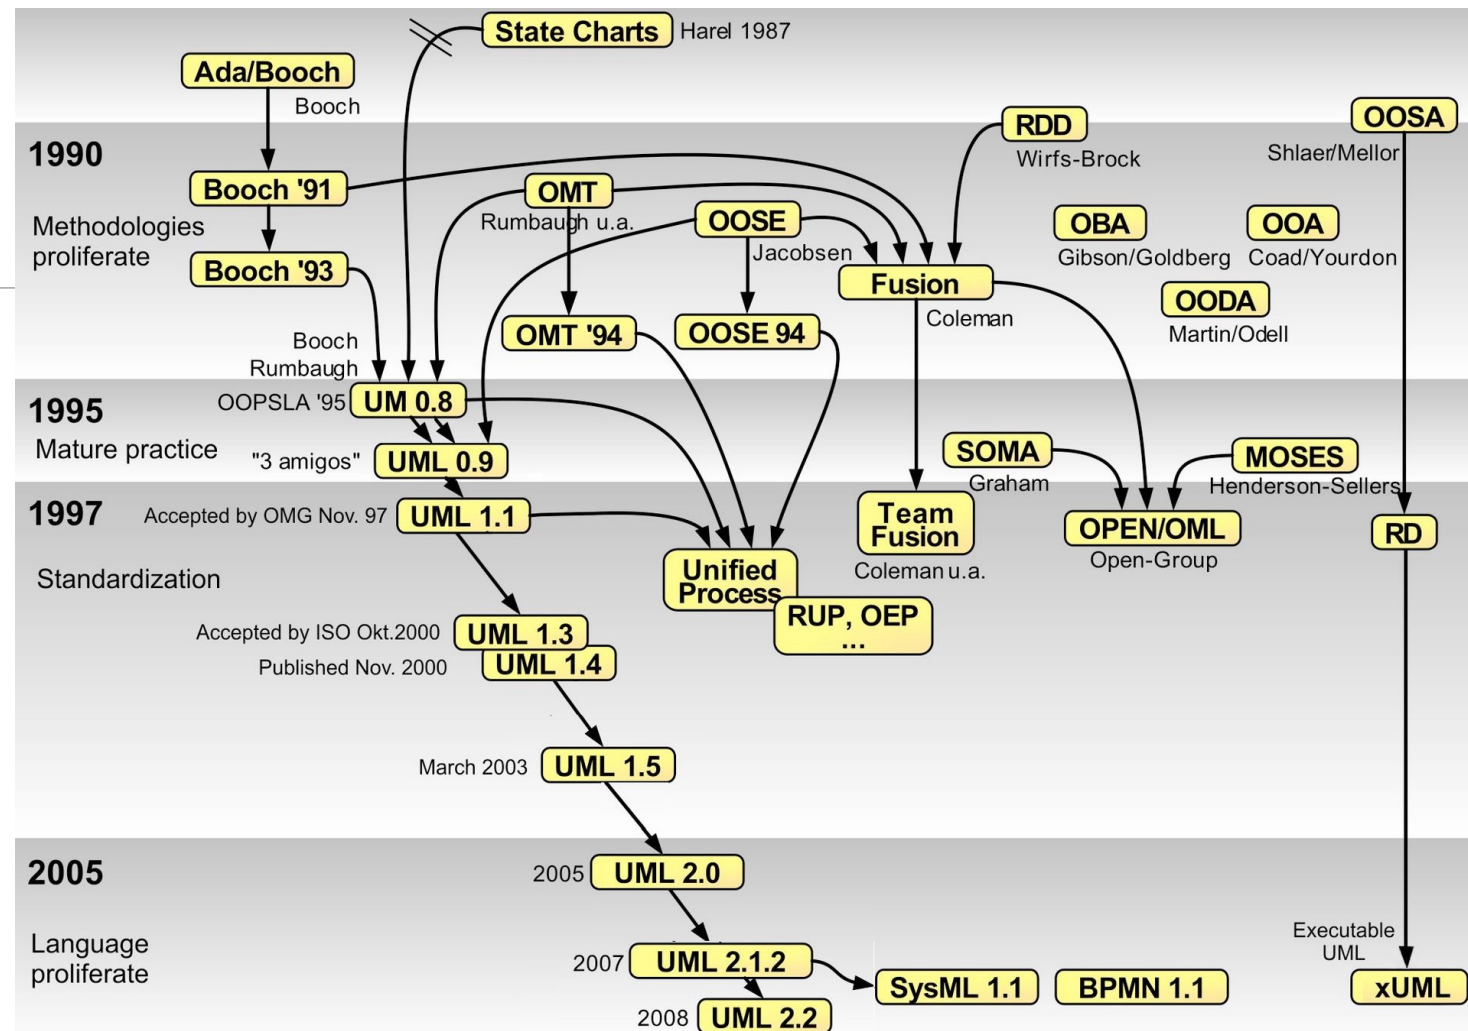 State Charts Harel 1987
Ada/Booch
Booch
1990
RDD
Wirfs-Brock
OOSA
Shlaer/Mellor
Booch '91
OMT
Rumbaugh u.a.
OOSE
Jacobsen
OBA
Gibson/Goldberg
OOA
Coad/Yourdon
Methodologies
proliferate
Booch '93
Fusion
Coleman
OODA
Martin/Odell
OMT '94
OOSE 94
Booch
Rumbaugh
OOPSLA '95 UM 0.8
1995
Mature practice
"3 amigos" UML 0.9
SOMA
Graham
MOSES
Henderson-Sellers
1997
Accepted by OMG Nov. 97 UML 1.1
Team
Fusion
Coleman u.a.
OPEN/OML
Open-Group
RD
Standardization
Unified
Process
RUP, OEP
...
Accepted by ISO Okt.2000 UML 1.3
Published Nov. 2000 UML 1.4
March 2003 UML 1.5
2005
2005 UML 2.0
Language
proliferate
2007 UML 2.1.2
SysML 1.1
BPMN 1.1
Executable
UML
xUML
2008 UML 2.2